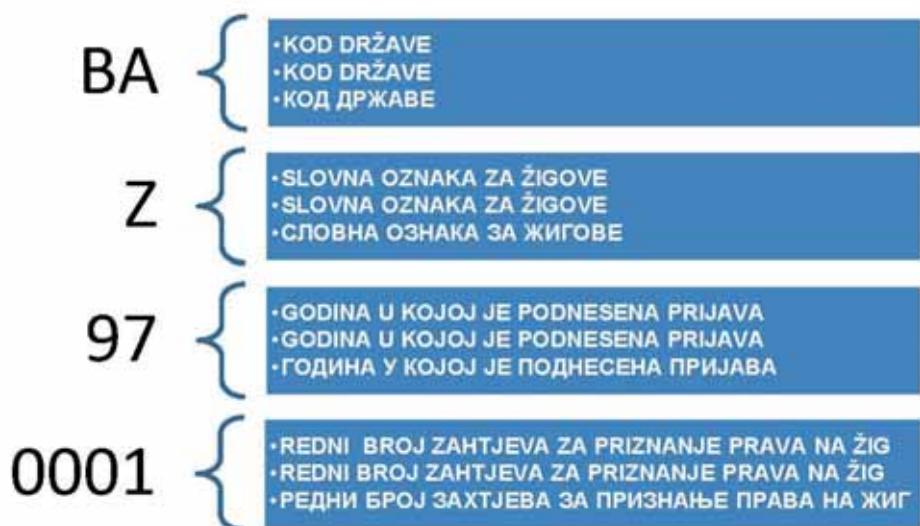 BA
•KOD DRŽAVE
•KOD DRŽAVE
•КОД ДРЖАВЕ
Z
•SLOVNA OZNAKA ZA ŽIGOVE
•SLOVNA OZNAKA ZA ŽIGOVE
•СЛОВНА ОЗНАКА ЗА ЖИГОВЕ
97
•GODINA U KOJOJ JE PODNESENA PRIJAVA
•GODINA U KOJOJ JE PODNESENA PRIJAVA
•ГОДИНА У КОЈОЈ ЈЕ ПОДНЕСЕНА ПРИЈАВА
0001
•REDNI BROJ ZAHTJEVA ZA PRIZNANJE PRAVA NA ŽIG
•REDNI BROJ ZAHTJEVA ZA PRIZNANJE PRAVA NA ŽIG
•РЕДНИ БРОЈ ЗАХТЈЕВА ЗА ПРИЗНАЊЕ ПРАВА НА ЖИГ